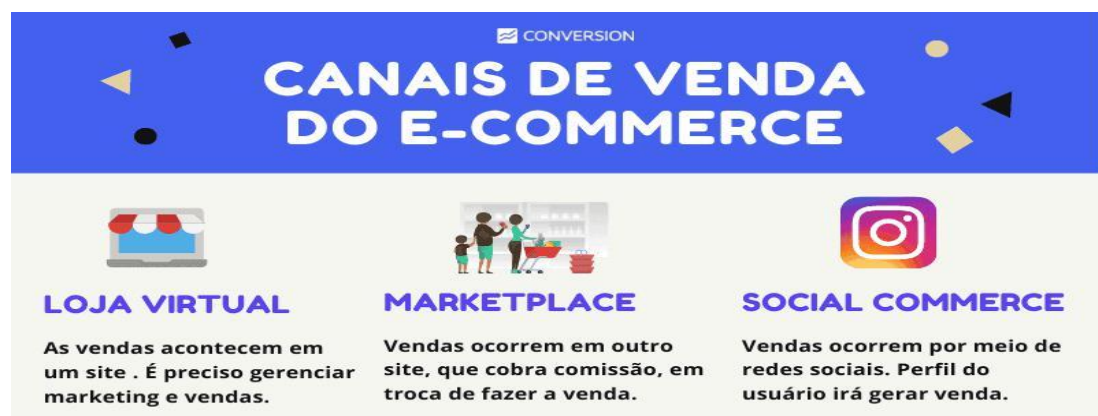 CONVERSION
CANAIS DE VENDA
DO E-COMMERCE
LOJA VIRTUAL
As vendas acontecem em
um site . É preciso gerenciar
marketing e vendas.
MARKETPLACE
Vendas ocorrem em outro
site, que cobra comissão, em
troca de fazer a venda.
SOCIAL COMMERCE
Vendas ocorrem por meio de
redes sociais. Perfil do
usuário irá gerar venda.